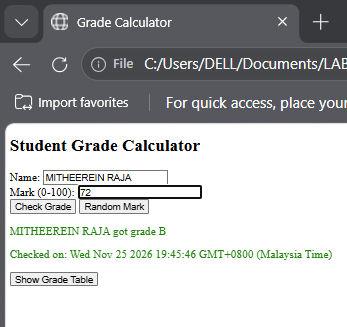 Grade Calculator
File
C:/Users/DELL/Documents/LAB
Import favorites
For quick access, place your
Student Grade Calculator
Name: MITHEEREIN RAJA
Mark (0-100): 72
Check Grade Random Mark
MITHEEREIN RAJA got grade B
Checked on: Wed Nov 25 2026 19:45:46 GMT+0800 (Malaysia Time)
Show Grade Table